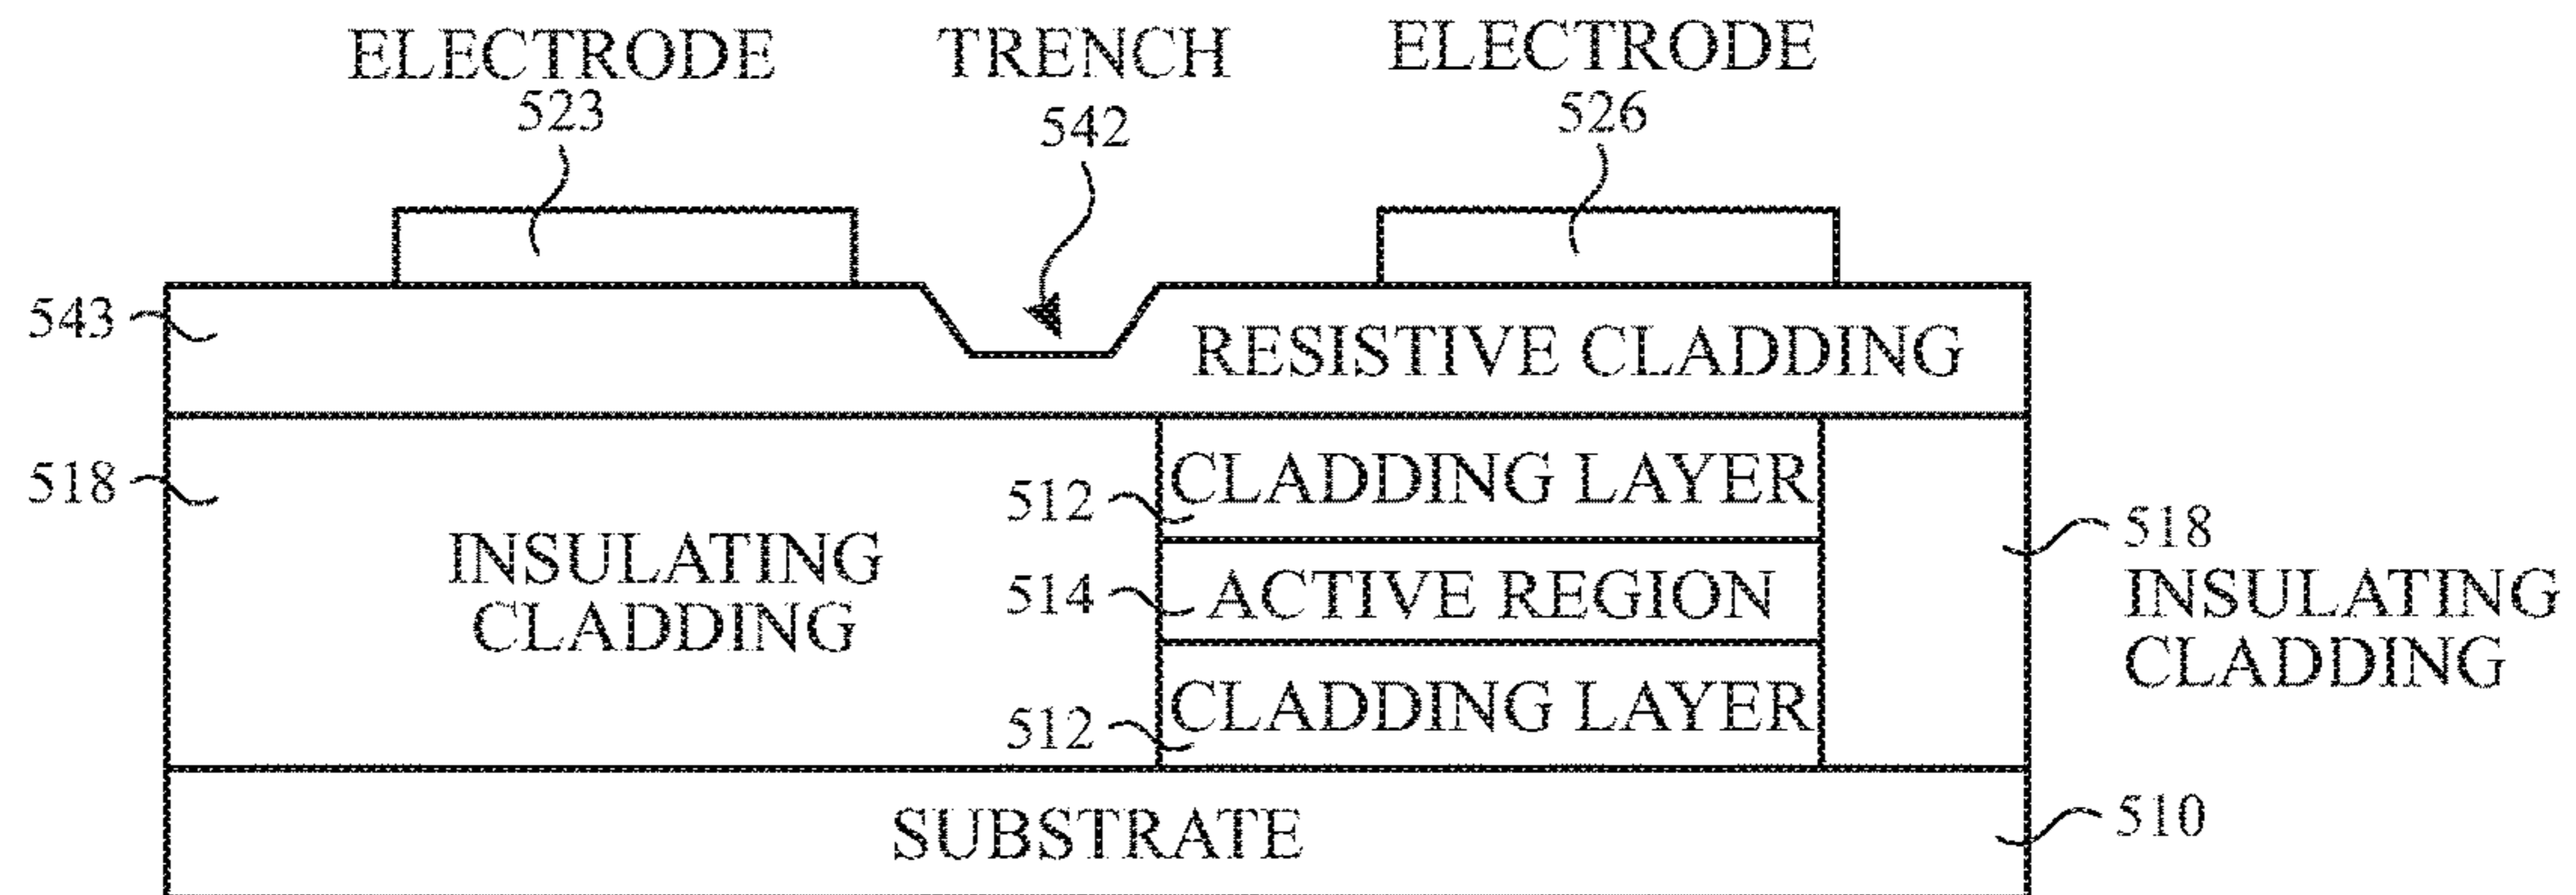 ELECTRODE
523
TRENCH
542
ELECTRODE
526
543
RESISTIVE CLADDING
518
INSULATING
CLADDING
512
CLADDING LAYER
514
ACTIVE REGION
512
CLADDING LAYER
518
INSULATING
CLADDING
SUBSTRATE
510